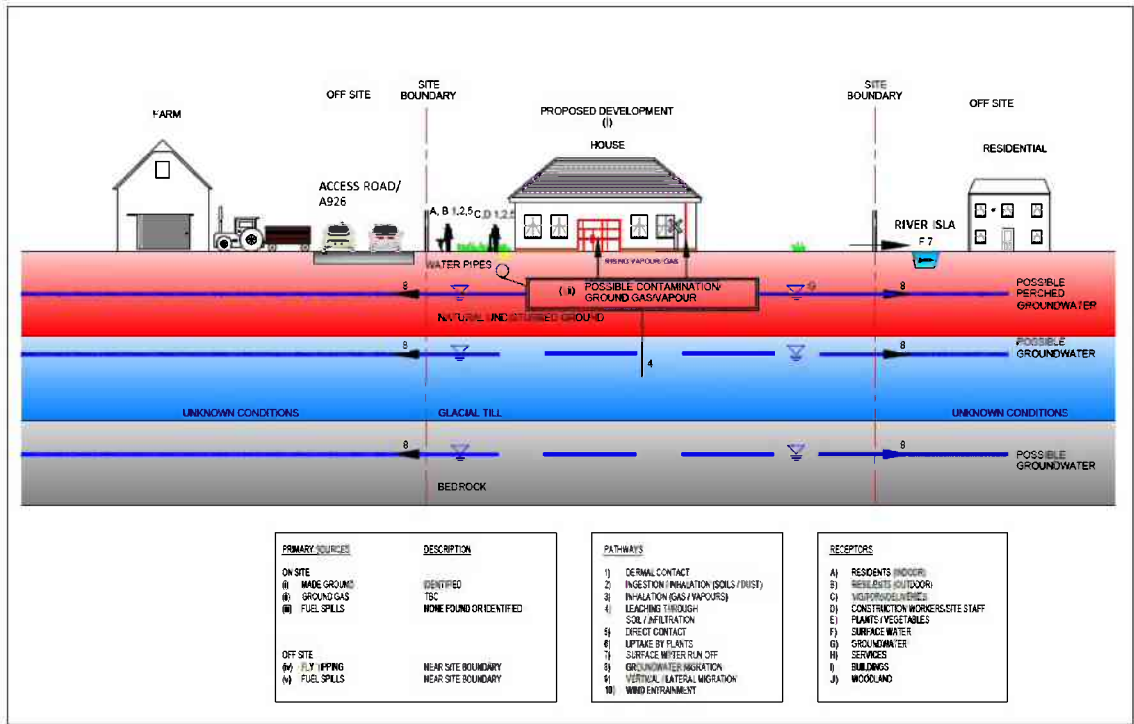 SITE
BOUNDARY
OFF SITE
FARM
PROPOSED DEVELOPMENT
(i)
HOUSE
SITE
BOUNDARY
OFF SITE
RESIDENTIAL
ACCESS ROAD/
A926
A, B 1,2,5
C,D 1,2,5
RIVER ISLA
F 7
WATER PIPES
RISING VAPOUR/GAS
POSSIBLE CONTAMINATION/
GROUND GAS/VAPOUR
8
G
8
POSSIBLE
PERCHED
GROUNDWATER
NATURAL UNDISTURBED GROUND
8
4
8
POSSIBLE
GROUNDWATER
UNKNOWN CONDITIONS
GLACIAL TILL
UNKNOWN CONDITIONS
8
8
POSSIBLE
GROUNDWATER
BEDROCK
PRIMARY SOURCES
DESCRIPTION
ON SITE
(i) MADE GROUND IDENTIFIED
(ii) GROUND GAS TBC
(iii) FUEL SPILLS NONE FOUND OR IDENTIFIED
OFF SITE
(iv) FLY TIPPING NEAR SITE BOUNDARY
(v) FUEL SPILLS NEAR SITE BOUNDARY
PATHWAYS
1) DERMAL CONTACT
2) INGESTION / INHALATION (SOILS / DUST)
3) INHALATION (GAS / VAPOURS)
4) LEACHING THROUGH
SOIL / INFILTRATION
5) DIRECT CONTACT
6) UPTAKE BY PLANTS
7) SURFACE WATER RUN OFF
8) GROUNDWATER MIGRATION
9) VERTICAL / LATERAL MIGRATION
10) WIND ENTRAINMENT
RECEPTORS
A) RESIDENTS (INDOOR)
B) RESIDENTS (OUTDOOR)
C) VISITORS/DELIVERIES
D) CONSTRUCTION WORKERS/SITE STAFF
E) PLANTS / VEGETABLES
F) SURFACE WATER
G) GROUNDWATER
H) SERVICES
I) BUILDINGS
J) WOODLAND